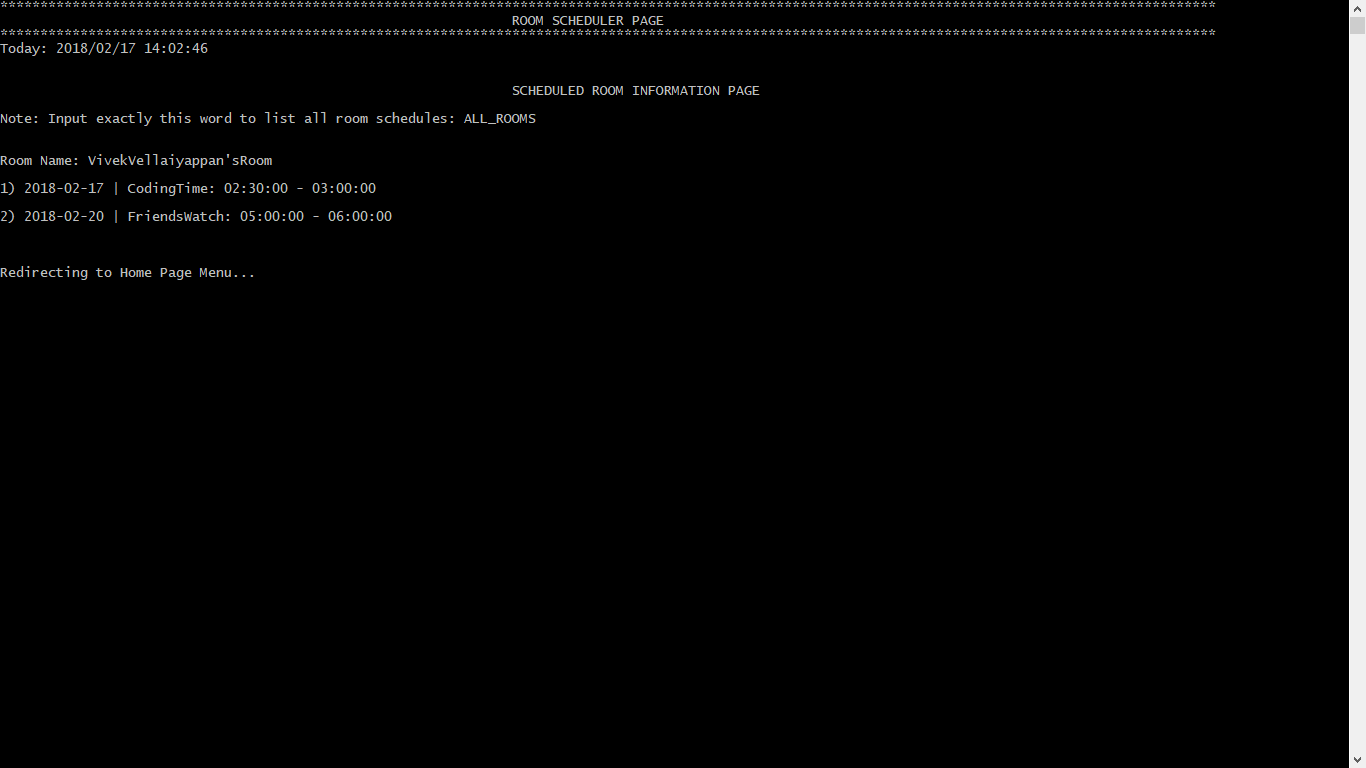 ********************************************************************************************************************************************************
ROOM SCHEDULER PAGE
********************************************************************************************************************************************************
Today: 2018/02/17 14:02:46
SCHEDULED ROOM INFORMATION PAGE
Note: Input exactly this word to list all room schedules: ALL_ROOMS
Room Name: VivekVellaiyappan'sRoom
1) 2018-02-17 | CodingTime: 02:30:00 - 03:00:00
2) 2018-02-20 | FriendsWatch: 05:00:00 - 06:00:00
Redirecting to Home Page Menu...